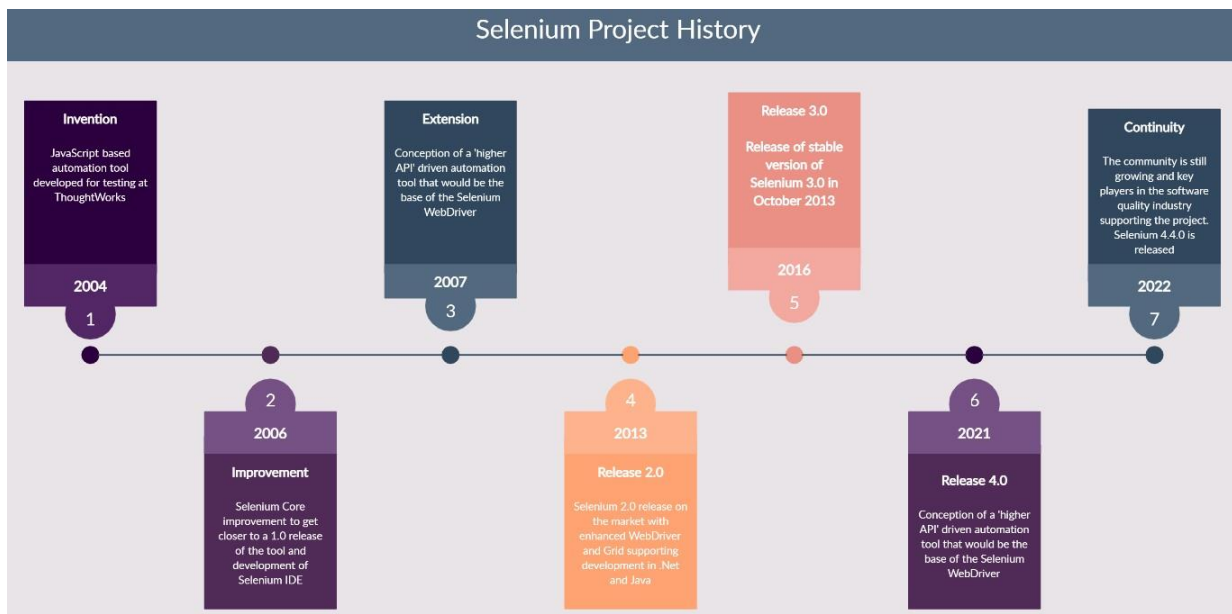 Selenium Project History
Invention
JavaScript based
automation tool
developed for testing at
ThoughtWorks
2004
1
2
2006
Improvement
Selenium Core
improvement to get
closer to a 1.0 release
of the tool and
development of
Selenium IDE
Extension
Conception of a 'higher
API' driven automation
tool that would be the
base of the Selenium
WebDriver
2007
3
4
2013
Release 2.0
Selenium 2.0 release on
the market with
enhanced WebDriver
and Grid supporting
development in .Net
and Java
Release 3.0
Release of stable
version of
Selenium 3.0 in
October 2013
2016
5
6
2021
Release 4.0
Conception of a 'higher
API' driven automation
tool that would be the
base of the Selenium
WebDriver
Continuity
The community is still
growing and key
players in the software
quality industry
supporting the project.
Selenium 4.4.0 is
released
2022
7